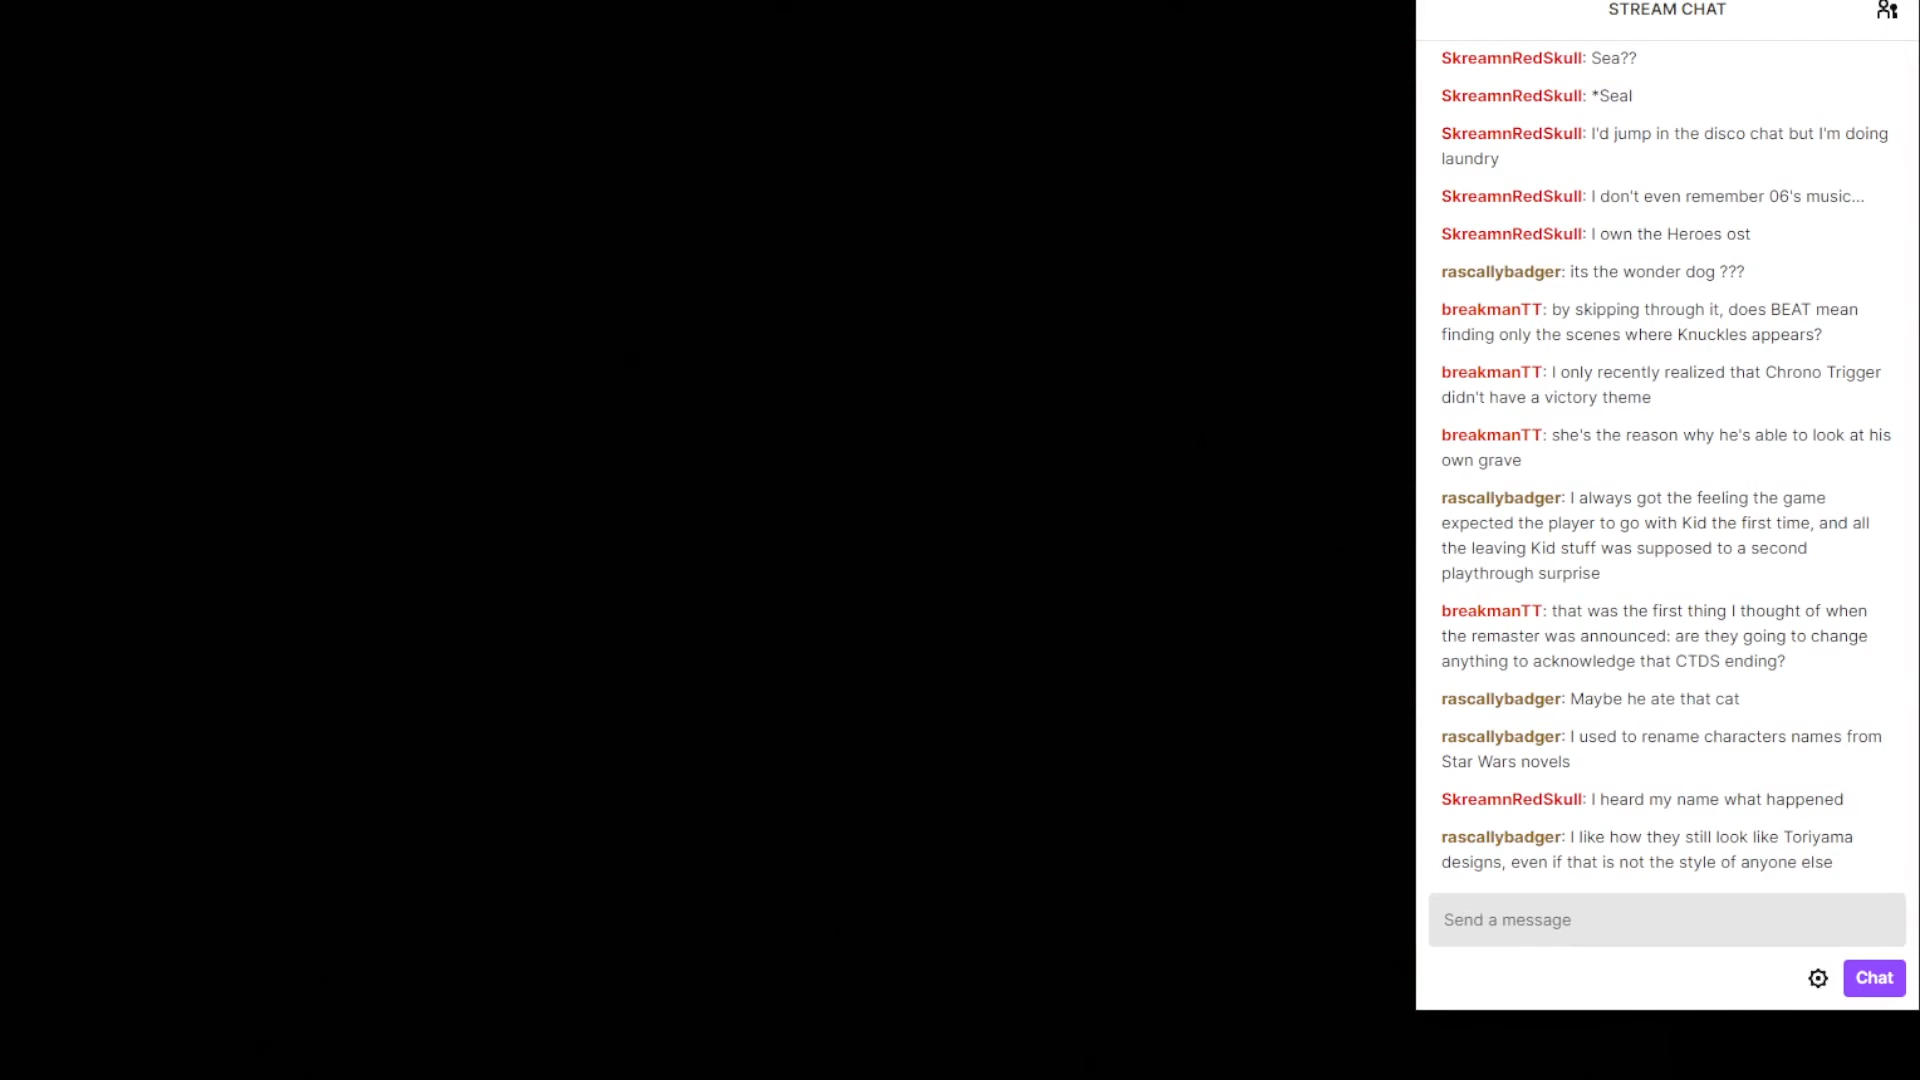 STREAM CHAT
SkreamnRedSkull: Sea??
SkreamnRedSkull: *Seal
SkreamnRedSkull: I'd jump in the disco chat but I'm doing
laundry
SkreamnRedSkull: I don't even remember 06's music...
SkreamnRedSkull: I own the Heroes ost
rascallybadger: its the wonder dog ???
breakmanTT: by skipping through it, does BEAT mean
finding only the scenes where Knuckles appears?
breakmanTT: I only recently realized that Chrono Trigger
didn't have a victory theme
breakmanTT: she's the reason why he's able to look at his
own grave
rascallybadger: I always got the feeling the game
expected the player to go with Kid the first time, and all
the leaving Kid stuff was supposed to a second
playthrough surprise
breakmanTT: that was the first thing I thought of when
the remaster was announced: are they going to change
anything to acknowledge that CTDS ending?
rascallybadger: Maybe he ate that cat
rascallybadger: I used to rename characters names from
Star Wars novels
SkreamnRedSkull: I heard my name what happened
rascallybadger: I like how they still look like Toriyama
designs, even if that is not the style of anyone else
Send a message
Chat